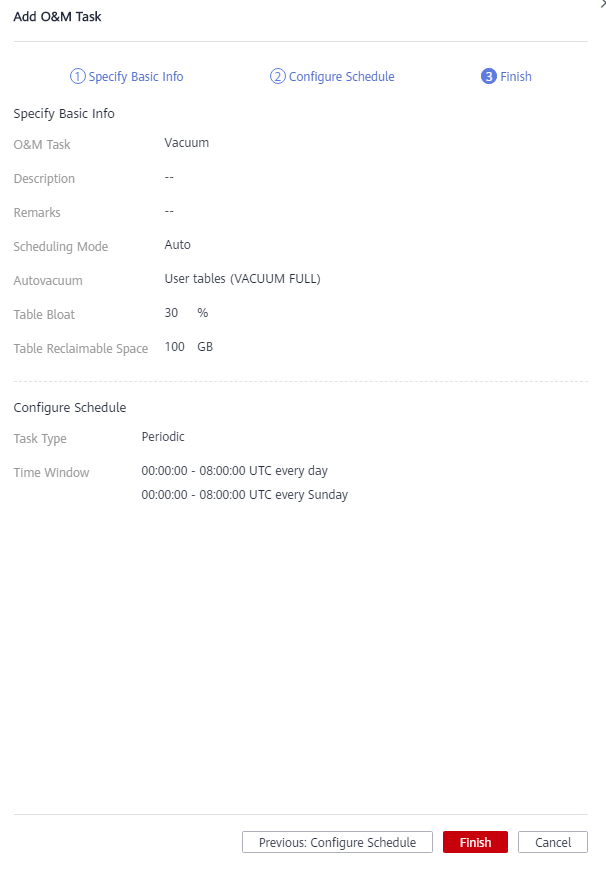 Add O&M Task
1 Specify Basic Info
2 Configure Schedule
3 Finish
Specify Basic Info
O&M Task Vacuum
Description --
Remarks --
Scheduling Mode Auto
Autovacuum User tables (VACUUM FULL)
Table Bloat 30 %
Table Reclaimable Space 100 GB
Configure Schedule
Task Type Periodic
Time Window 00:00:00 - 08:00:00 UTC every day
00:00:00 - 08:00:00 UTC every Sunday
Previous: Configure Schedule Finish Cancel